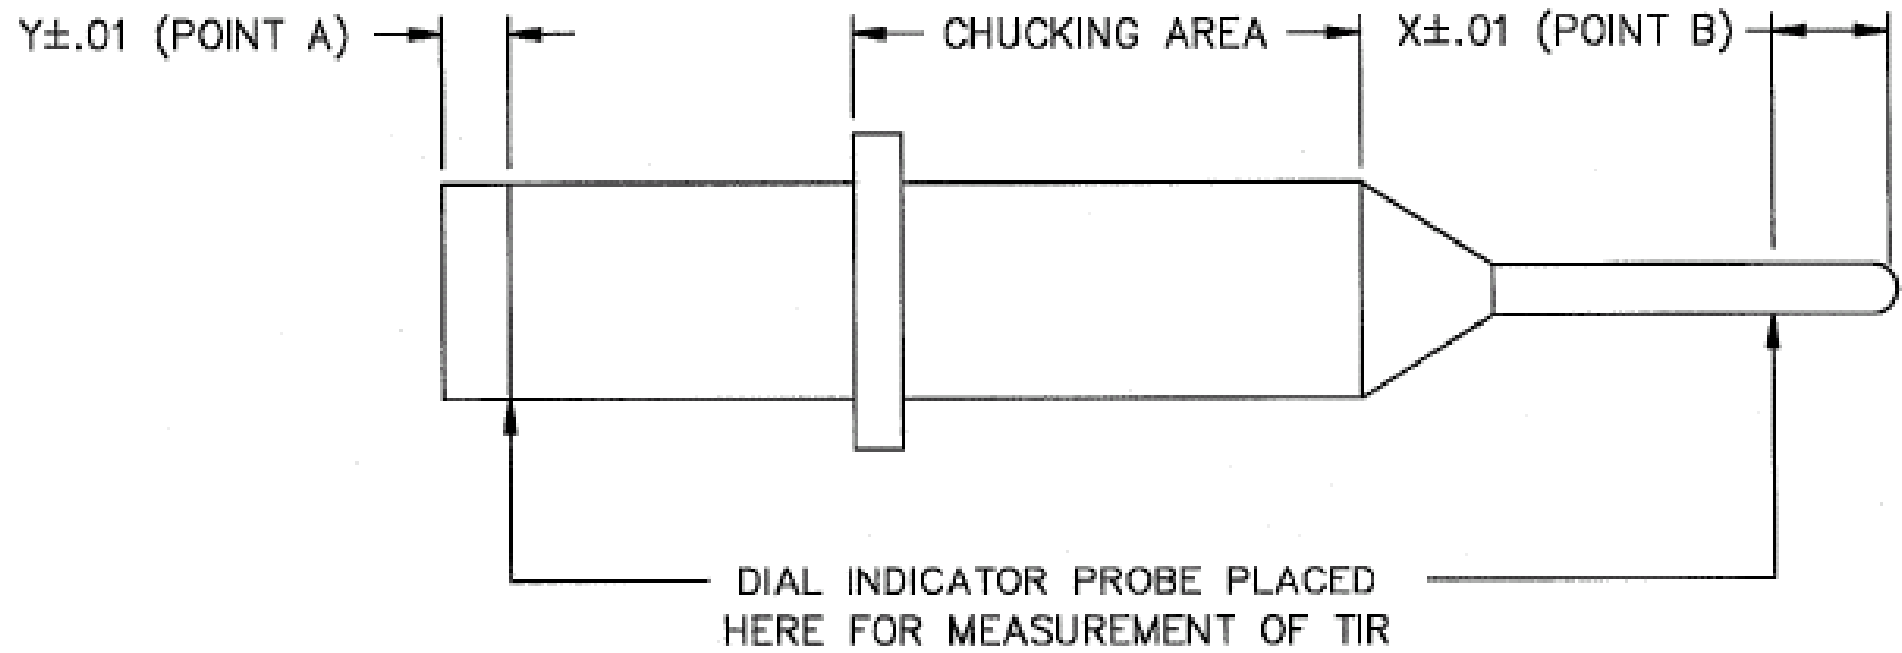 Y±.01 (POINT A)
CHUCKING AREA
X±.01 (POINT B)
DIAL INDICATOR PROBE PLACED
HERE FOR MEASUREMENT OF TIR